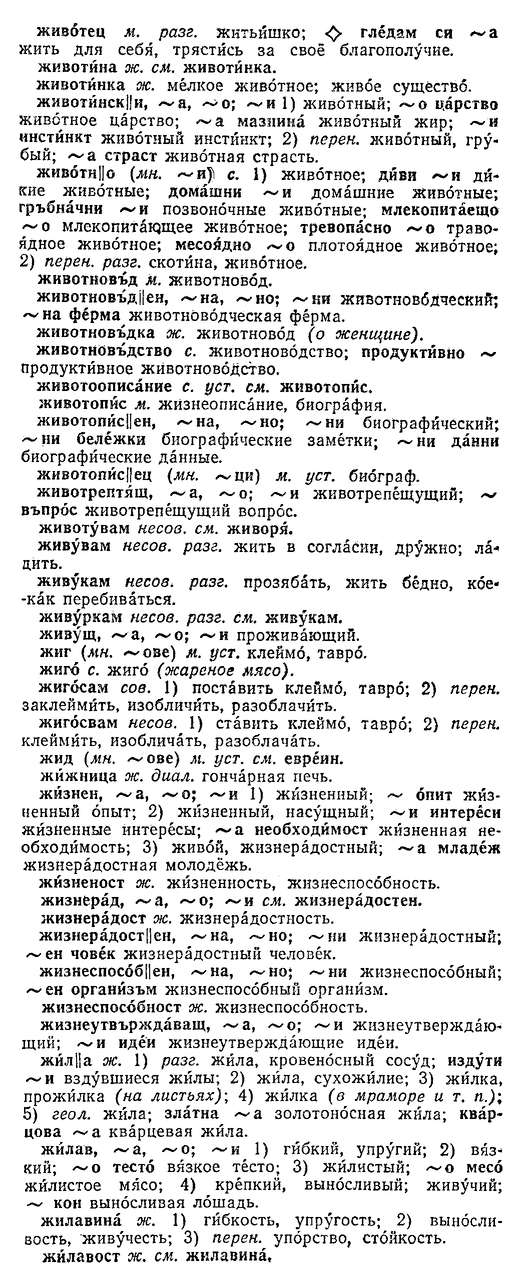 живо́тец м. разг. житьи́шко; ◇ гле́дам си ~а
жить для себя́, трясти́сь за своё благополу́чие.
животи́на ж. см. животи́нка.
животи́нка ж. ме́лкое живо́тное; живо́е существо́.
животи́нск||и, ~а, ~о; ~и 1) живо́тный; ~о ца́рство
живо́тное ца́рство; ~а мазнина́ живо́тный жир; ~и
инсти́нкт живо́тный инсти́нкт; 2) перен. живо́тный, гру́-
бый; ~а страст живо́тная страсть.
живо́тн||о (мн. ~и) с. 1) живо́тное; ди́ви ~и ди́-
кие живо́тные; дома́шни ~и дома́шние живо́тные;
гръбна́чни ~и позвоно́чные живо́тные; млекопита́ещо
~о млекопита́ющее живо́тное; тревопа́сно ~о траво-
я́дное живо́тное; месоя́дно ~о плотоя́дное живо́тное;
2) перен. разг. скоти́на, живо́тное.
животновъ́д м. животново́д.
животновъ́д||ен, ~на, ~но; ~ни животново́дческий;
~на фе́рма животново́дческая фе́рма.
животновъ́дка ж. животново́д (о женщине).
животновъ́дство с. животново́дство; продукти́вно ~
продукти́вное животново́дство.
животоописа́ние с. уст. см. животопи́с.
животопи́с м. жизнеописа́ние, биогра́фия.
животопи́с||ен, ~на, ~но; ~ни биографи́ческий;
~ни беле́жки биографи́ческие заме́тки; ~ни да́нни
биографи́ческие да́нные.
животопи́с||ец (мн. ~ци) м. уст. био́граф.
животрептя́щ, ~а, ~о; ~и животрепе́щущий; ~
въпро́с животрепе́щущий вопро́с.
животу́вам несов. см. живоря́.
живу́вам несов. разг. жить в согла́сии, дру́жно; ла́-
дить.
живу́кам несов. разг. прозяба́ть, жить бе́дно, ко́е-
-ка́к перебива́ться.
живу́ркам несов. разг. см. живу́кам.
живу́щ, ~а, ~о; ~и прожива́ющий.
жиг (мн. ~ове) м. уст. клеймо́, тавро́.
жиго́ с. жиго́ (жареное мясо).
жиго́сам сов. 1) поста́вить клеймо́, тавро́; 2) перен.
заклейми́ть, изобличи́ть, разоблачи́ть.
жиго́свам несов. 1) ста́вить клеймо́, тавро́; 2) перен.
клейми́ть, изоблича́ть, разоблача́ть.
жид (мн. ~ове) м. уст. см. евре́ин.
жи́жница ж. диал. гонча́рная печь.
жи́знен, ~а, ~о; ~и 1) жи́зненный; ~ о́пит жи́з-
ненный о́пыт; 2) жи́зненный, насу́щный; ~и интере́си
жи́зненные интере́сы; ~а необходи́мост жи́зненная не-
обходи́мость; 3) живо́й, жизнера́достный; ~а младе́ж
жизнера́достная молодёжь.
жи́зненост ж. жи́зненность, жизнеспосо́бность.
жизнера́д, ~а, ~о; ~и см. жизнера́достен.
жизнера́дост ж. жизнера́достность.
жизнера́дост||ен, ~на, ~но; ~ни жизнера́достный;
~ен чове́к жизнера́достный челове́к.
жизнеспосо́б||ен, ~на, ~но; ~ни жизнеспосо́бный;
~ен органи́зъм жизнеспосо́бный органи́зм.
жизнеспосо́бност ж. жизнеспосо́бность.
жизнеутвържда́ващ, ~а, ~о; ~и жизнеутвержда́ю-
щий; ~и иде́и жизнеутвержда́ющие иде́и.
жи́л||а ж. 1) разг. жи́ла, кровено́сный сосу́д; изду́ти
~и взду́вшиеся жи́лы; 2) жи́ла, сухожи́лие; 3) жи́лка,
прожи́лка (на листьях); 4) жи́лка (в мраморе и т. п.);
5) геол. жи́ла; зла́тна ~а золотоно́сная жи́ла; ква́р-
цова ~а ква́рцевая жи́ла.
жи́лав, ~а, ~о; ~и 1) ги́бкий, упру́гий; 2) вя́з-
кий; ~о тесто́ вя́зкое те́сто; 3) жи́листый; ~о месо́
жи́листое мя́со; 4) кре́пкий, выно́сливый; живу́чий;
~ кон выно́сливая ло́шадь.
жилавина́ ж. 1) ги́бкость, упру́гость; 2) выно́сли-
вость, живу́честь; 3) перен. упо́рство, сто́йкость.
жи́лавост ж. см. жилавина́.